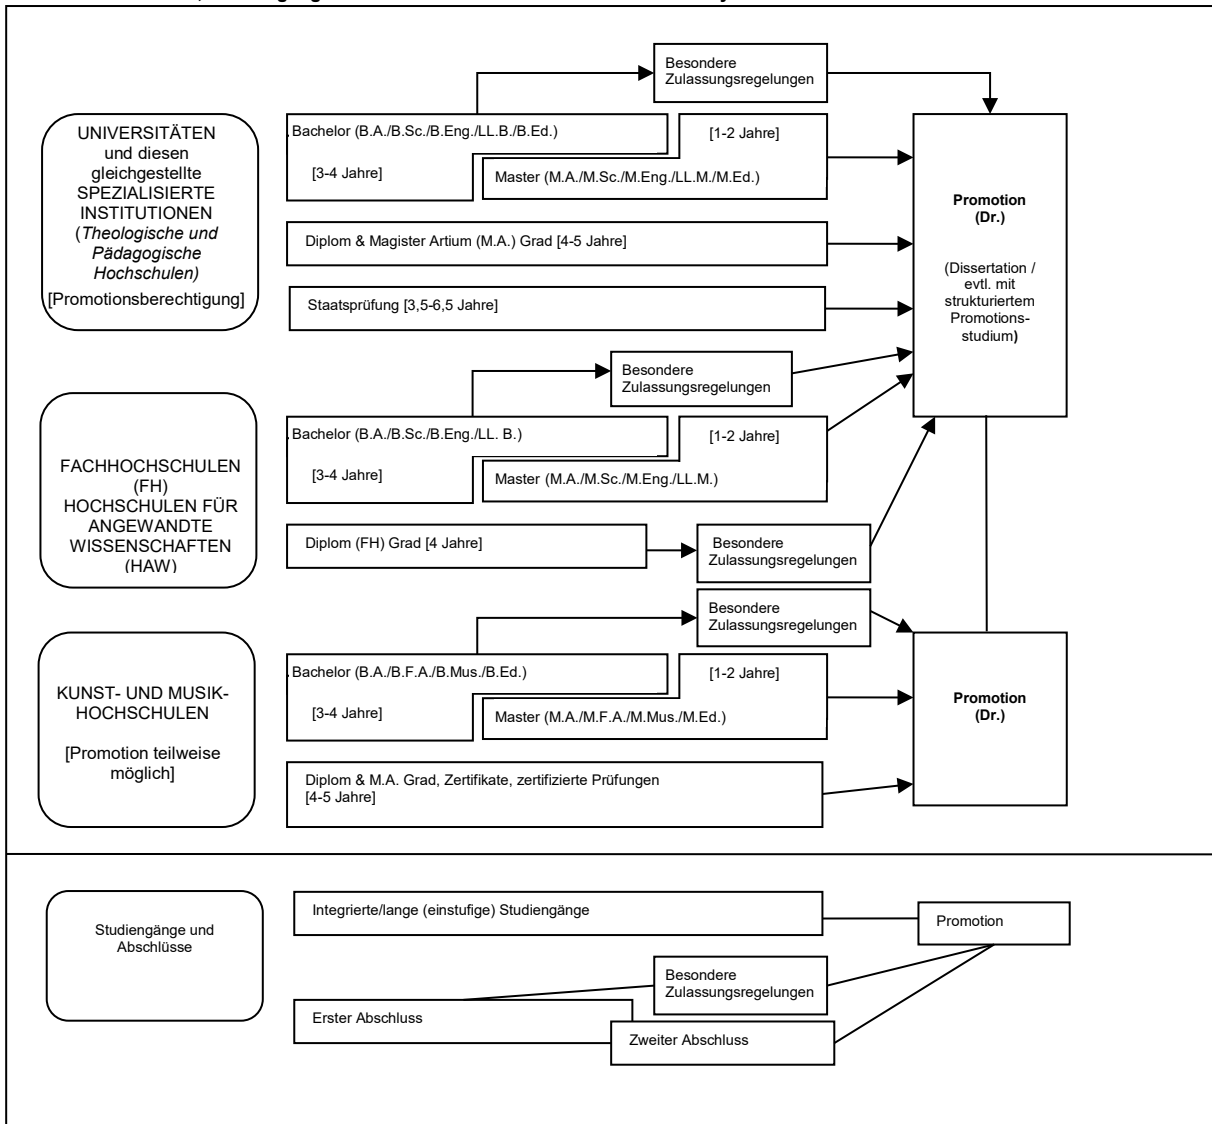 Besondere
Zulassungsregelungen
UNIVERSITÄTEN
und diesen
gleichgestellte
SPEZIALISIERTE
INSTITUTIONEN
(Theologische und
Pädagogische
Hochschulen)
[Promotionsberechtigung]
Bachelor (B.A./B.Sc./B.Eng./LL.B./B.Ed.)
[3-4 Jahre]
[1-2 Jahre]
Master (M.A./M.Sc./M.Eng./LL.M./M.Ed.)
Diplom & Magister Artium (M.A.) Grad [4-5 Jahre]
Staatsprüfung [3,5-6,5 Jahre]
Promotion
(Dr.)
(Dissertation /
evtl. mit
strukturiertem
Promotions-
studium)
Besondere
Zulassungsregelungen
FACHHOCHSCHULEN
(FH)
HOCHSCHULEN FÜR
ANGEWANDTE
WISSENSCHAFTEN
(HAW)
Bachelor (B.A./B.Sc./B.Eng./LL. B.)
[3-4 Jahre]
[1-2 Jahre]
Master (M.A./M.Sc./M.Eng./LL.M.)
Diplom (FH) Grad [4 Jahre]
Besondere
Zulassungsregelungen
Besondere
Zulassungsregelungen
KUNST- UND MUSIK-
HOCHSCHULEN
[Promotion teilweise
möglich]
Bachelor (B.A./B.F.A./B.Mus./B.Ed.)
[3-4 Jahre]
[1-2 Jahre]
Master (M.A./M.F.A./M.Mus./M.Ed.)
Diplom & M.A. Grad, Zertifikate, zertifizierte Prüfungen
[4-5 Jahre]
Promotion
(Dr.)
Studiengänge und
Abschlüsse
Integrierte/lange (einstufige) Studiengänge
Promotion
Besondere
Zulassungsregelungen
Erster Abschluss
Zweiter Abschluss